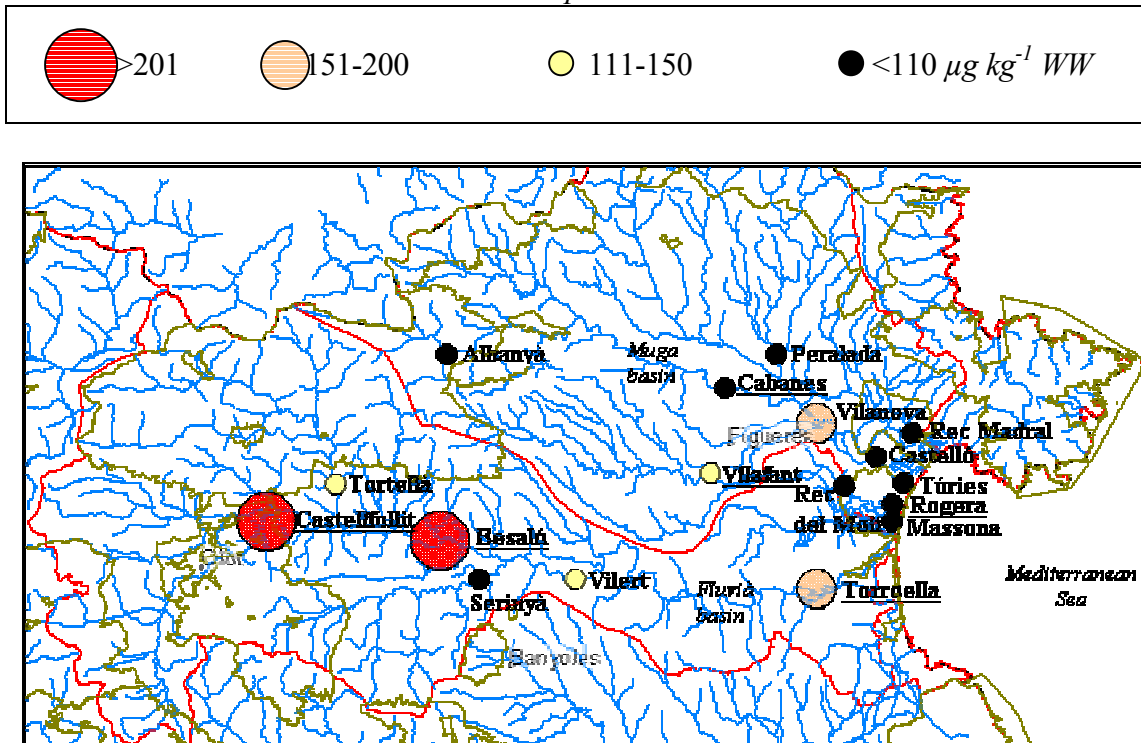 >201 151-200 111-150 <110 µg kg-1 WW
Albanyà
Muga
basin
Peralada
Cabanes
Vilanova
Figueres
Rec Madral
Castelló
Vilafant
Tortellà
Rec
del Molí
Túries
Rogera
Massona
Castellfollit
Olot
Besaló
Serinyà
Vilert
Fluvià
basin
Torroella
Mediterranean
Sea
Banyoles